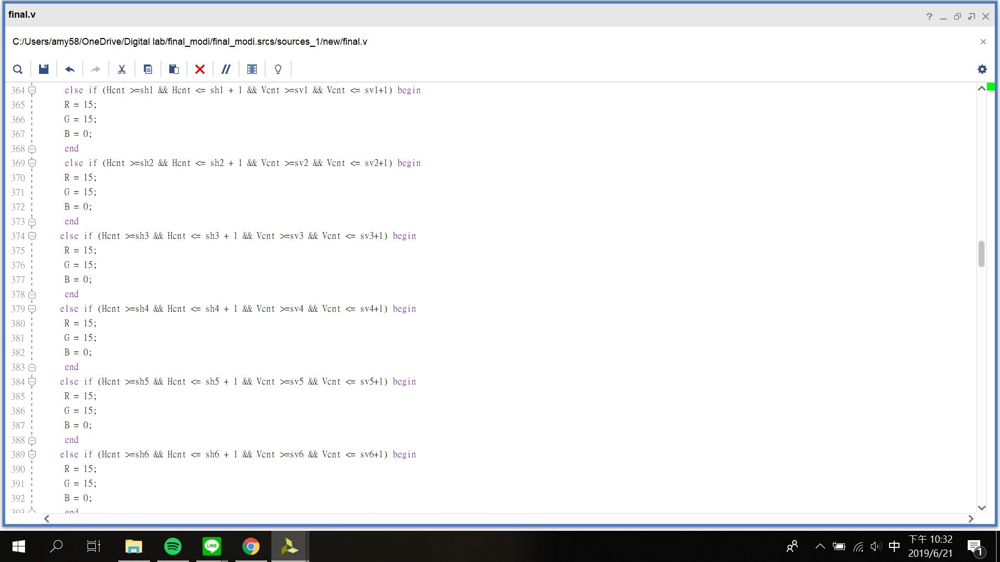 final.v
C:/Users/amy58/OneDrive/Digital lab/final_modi/final_modi.srcs/sources_1/new/final.v
364 else if (Hcnt >=sh1 && Hcnt <= sh1 + 1 && Vcnt >=sv1 && Vcnt <= sv1+1) begin
365 R = 15;
366 G = 15;
367 B = 0;
368 end
369 else if (Hcnt >=sh2 && Hcnt <= sh2 + 1 && Vcnt >=sv2 && Vcnt <= sv2+1) begin
370 R = 15;
371 G = 15;
372 B = 0;
373 end
374 else if (Hcnt >=sh3 && Hcnt <= sh3 + 1 && Vcnt >=sv3 && Vcnt <= sv3+1) begin
375 R = 15;
376 G = 15;
377 B = 0;
378 end
379 else if (Hcnt >=sh4 && Hcnt <= sh4 + 1 && Vcnt >=sv4 && Vcnt <= sv4+1) begin
380 R = 15;
381 G = 15;
382 B = 0;
383 end
384 else if (Hcnt >=sh5 && Hcnt <= sh5 + 1 && Vcnt >=sv5 && Vcnt <= sv5+1) begin
385 R = 15;
386 G = 15;
387 B = 0;
388 end
389 else if (Hcnt >=sh6 && Hcnt <= sh6 + 1 && Vcnt >=sv6 && Vcnt <= sv6+1) begin
390 R = 15;
391 G = 15;
392 B = 0;
393 end
LINE
中
下午 10:32
2019/6/21
1